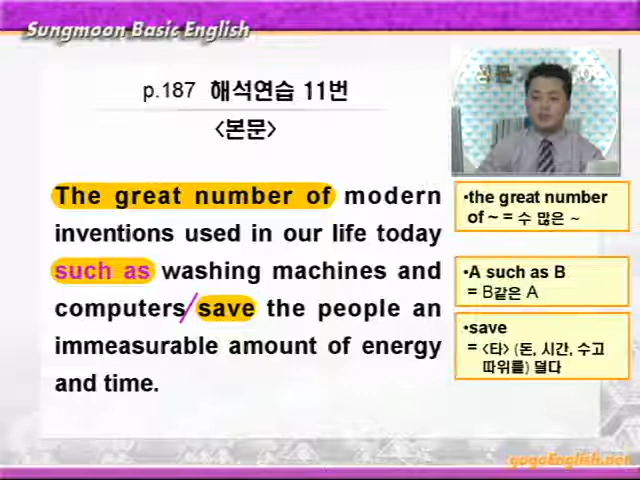 Sungmoon Basic English
p.187 해석연습 11번
<본문>
The great number of modern
inventions used in our life today
such as washing machines and
computers/save the people an
immeasurable amount of energy
and time.
•the great number
of ~ = 수 많은 ~
•A such as B
= B같은 A
•save
= <타> (돈, 시간, 수고
따위를) 덜다
gogoEnglish.net